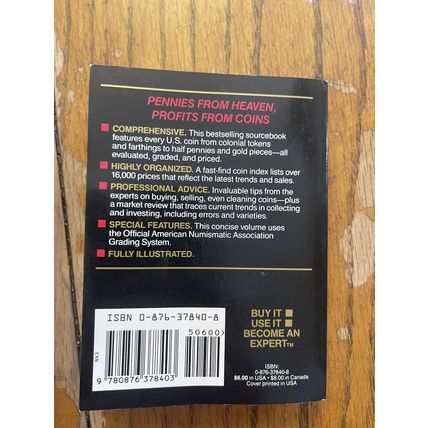 PENNIES FROM HEAVEN,
PROFITS FROM COINS
COMPREHENSIVE. This bestselling sourcebook
features every U.S. coin from colonial tokens
and farthings to half pennies and gold pieces—all
evaluated, graded, and priced.
HIGHLY ORGANIZED. A fast-find coin index lists over
16,000 prices that reflect the latest trends and sales.
PROFESSIONAL ADVICE. Invaluable tips from the
experts on buying, selling, even cleaning coins—plus
a market review that traces current trends in collecting
and investing, including errors and varieties.
SPECIAL FEATURES. This concise volume uses
the Official American Numismatic Association
Grading System.
FULLY ILLUSTRATED.
ISBN 0-876-37840-8
50600>
EAN
9 780876 378403
BUY IT
USE IT
BECOME AN
EXPERT™
ISBN:
0-876-37840-8
$6.00 in USA • $8.00 in Canada
Cover printed in USA